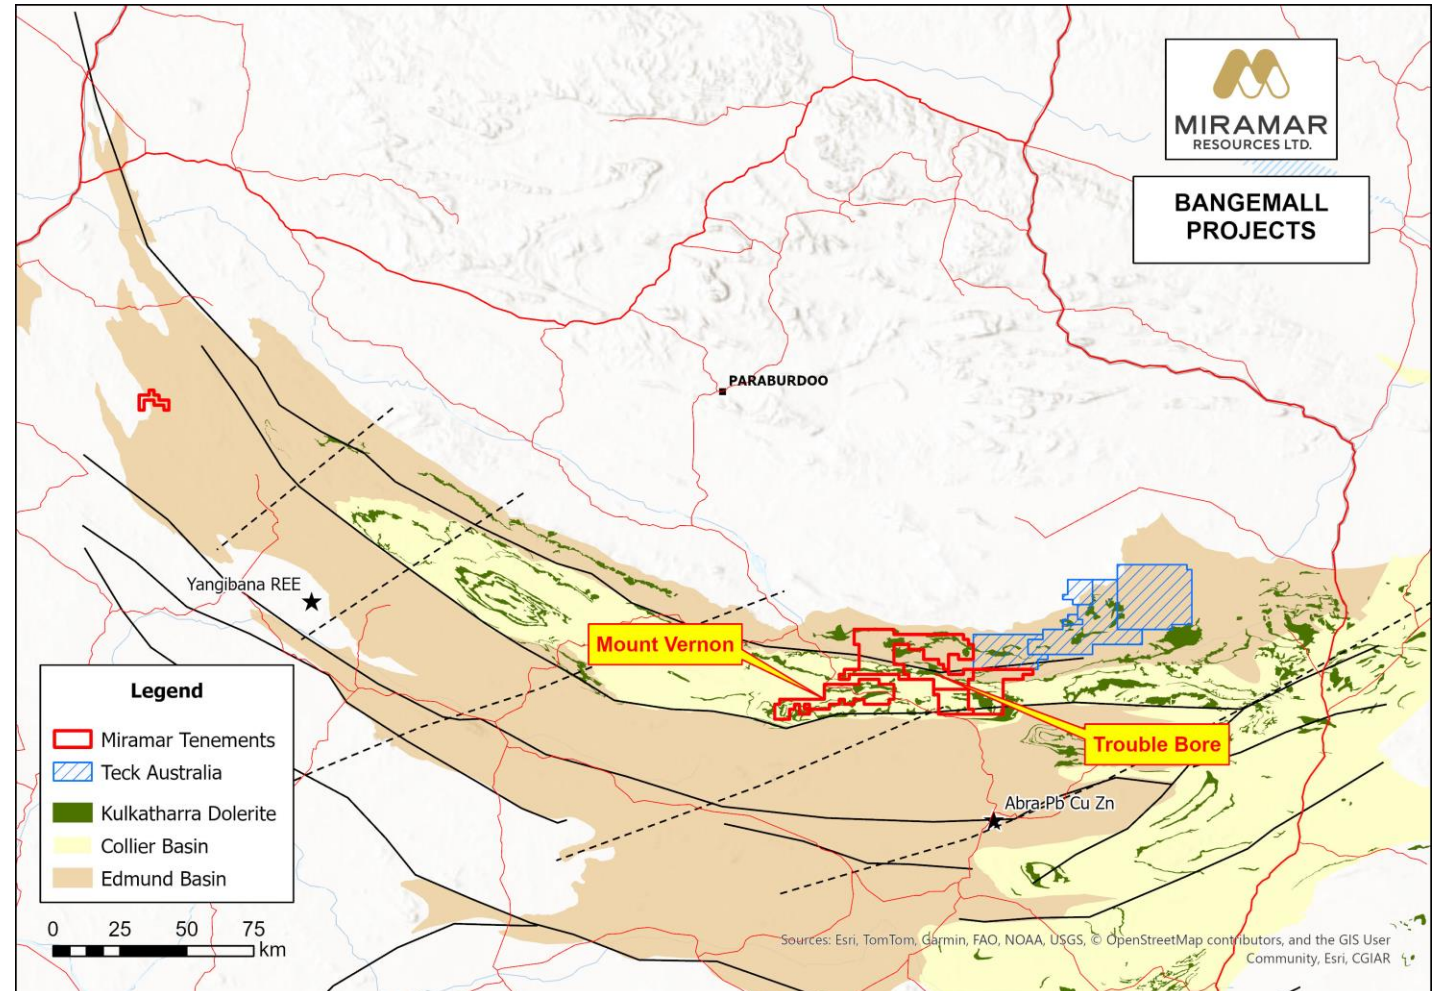 MIRAMAR
RESOURCES LTD.
BANGEMALL
PROJECTS
PARABURDOO
Yangibana REE
Mount Vernon
Trouble Bore
Abra Pb Cu Zn
Legend
Miramar Tenements
Teck Australia
Kulkatharra Dolerite
Collier Basin
Edmund Basin
0 25 50 75
km
Sources: Esri, TomTom, Garmin, FAO, NOAA, USGS, © OpenStreetMap contributors, and the GIS User
Community, Esri, CGIAR